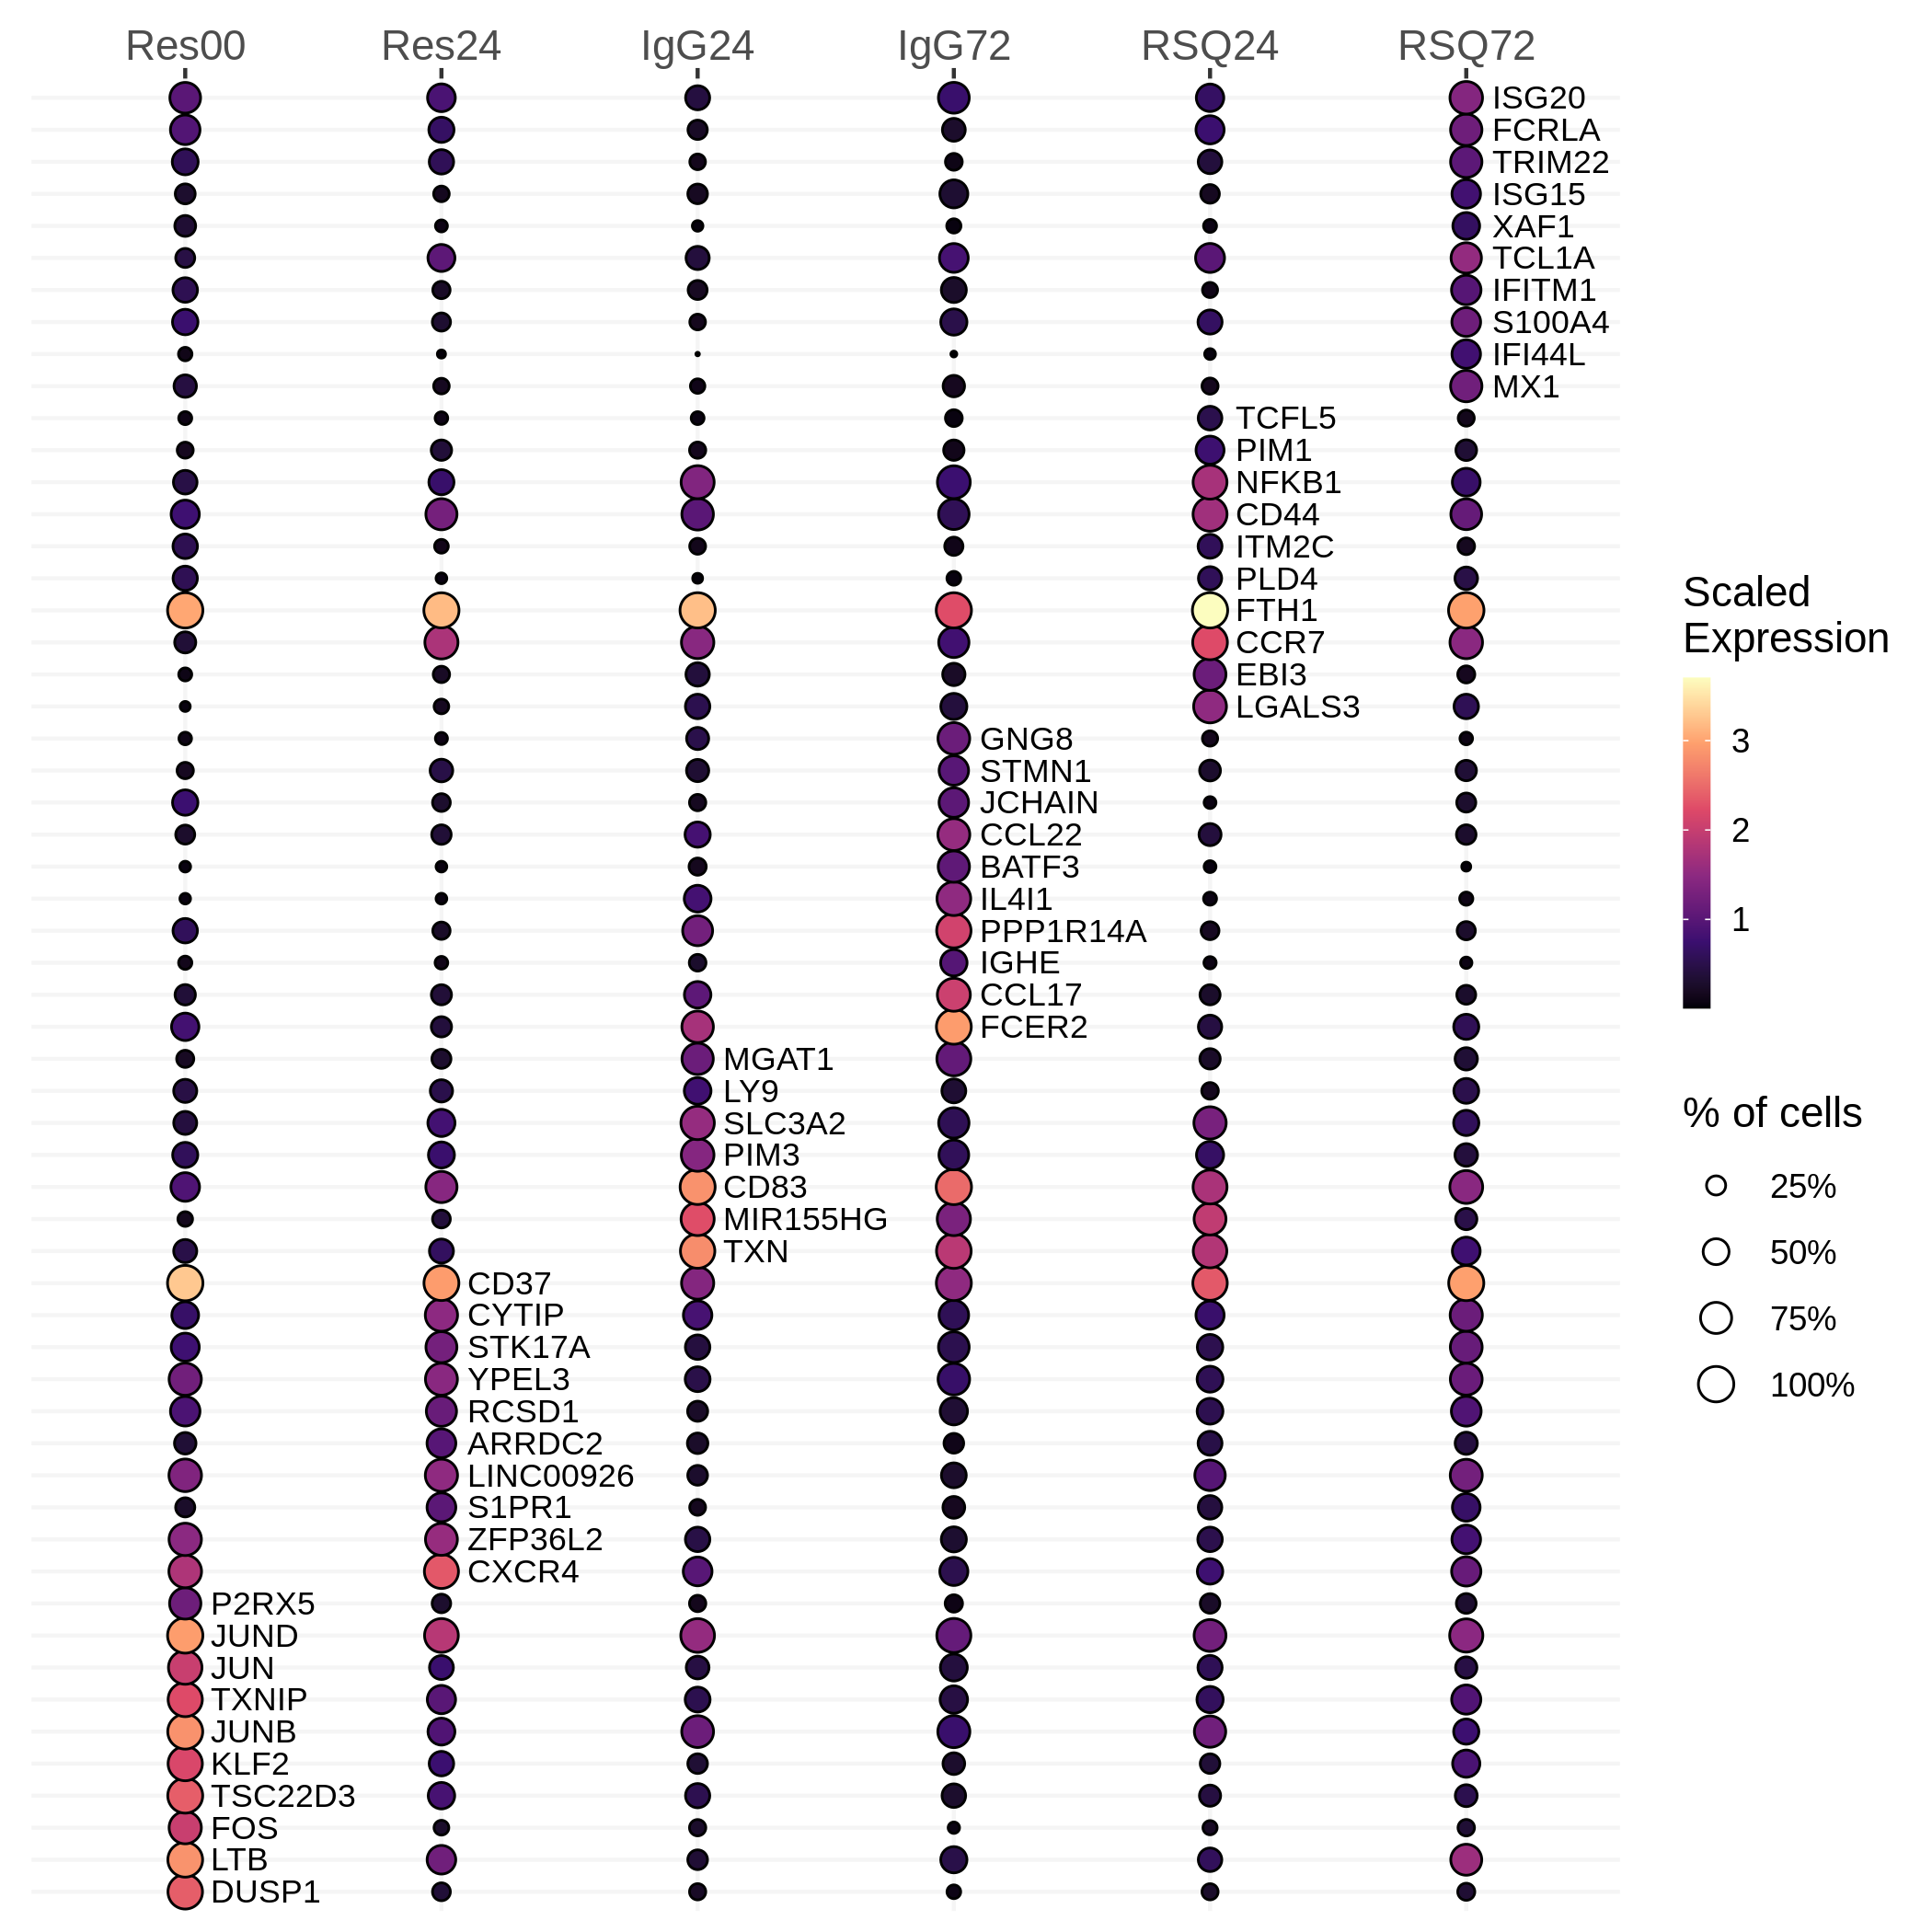 Res00 Res24 IgG24 IgG72 RSQ24 RSQ72
ISG20
FCRLA
TRIM22
ISG15
XAF1
TCL1A
IFITM1
S100A4
IFI44L
MX1
TCFL5
PIM1
NFKB1
CD44
ITM2C
PLD4
FTH1
CCR7
EBI3
LGALS3
GNG8
STMN1
JCHAIN
CCL22
BATF3
IL4I1
PPP1R14A
IGHE
CCL17
FCER2
MGAT1
LY9
SLC3A2
PIM3
CD83
MIR155HG
TXN
CD37
CYTIP
STK17A
YPEL3
RCSD1
ARRDC2
LINC00926
S1PR1
ZFP36L2
CXCR4
P2RX5
JUND
JUN
TXNIP
JUNB
KLF2
TSC22D3
FOS
LTB
DUSP1
Scaled
Expression
3
2
1
% of cells
25%
50%
75%
100%